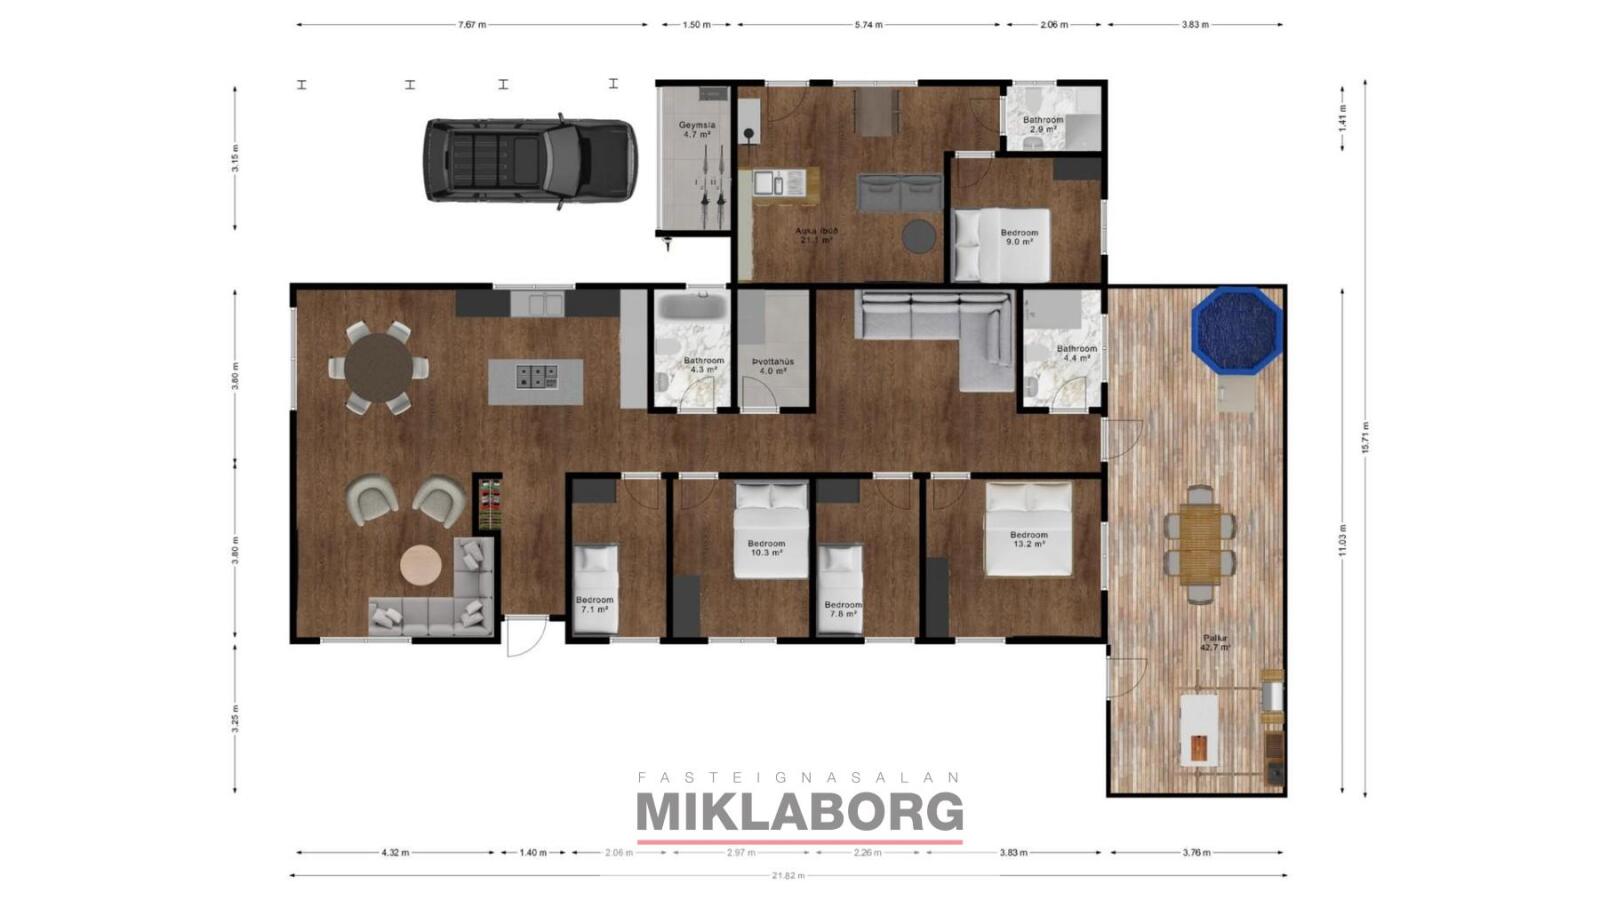 7.67 m
1.50 m
5.74 m
2.06 m
3.83 m
3.15 m
3.80 m
3.80 m
3.25 m
1.41 m
15.71 m
11.03 m
Geymsla
4.7 m²
Bathroom
2.9 m²
Auka íbúð
21.1 m²
Bedroom
9.0 m²
Bathroom
4.3 m²
Þvottahús
4.0 m²
Bathroom
4.4 m²
Bedroom
7.1 m²
Bedroom
10.3 m²
Bedroom
7.8 m²
Bedroom
13.2 m²
Pallur
42.7 m²
FASTEIGNASALAN
MIKLABORG
4.32 m
1.40 m
2.06 m
2.97 m
2.26 m
3.83 m
3.76 m
21.82 m